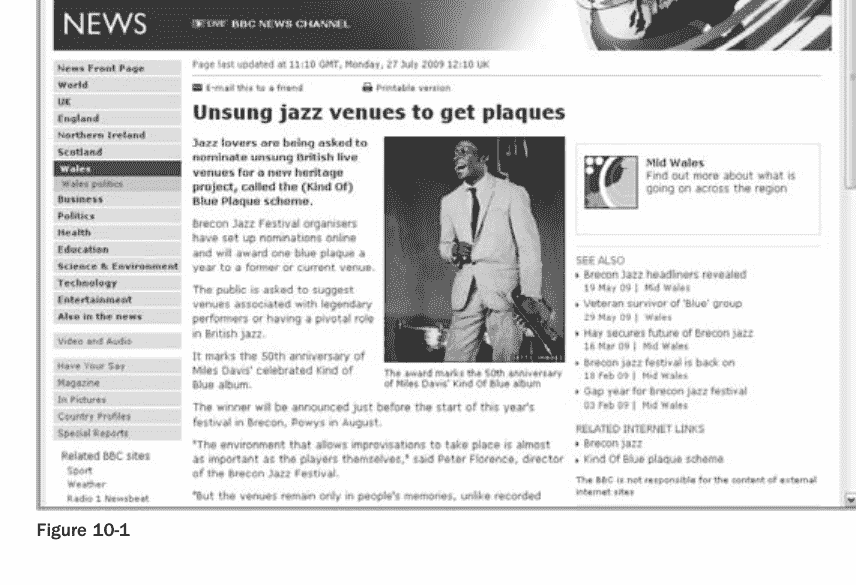 NEWS
LIVE BBC NEWS CHANNEL
Page last updated at 11:10 GMT, Monday, 27 July 2009 12:10 UK
E-mail this to a friend
Printable version
Unsung jazz venues to get plaques
News Front Page
World
UK
England
Northern Ireland
Scotland
Wales
Wales politics
Business
Politics
Health
Education
Science & Environment
Technology
Entertainment
Also in the news
Video and Audio
Have Your Say
Magazine
In Pictures
Country Profiles
Special Reports
Related BBC sites
Sport
Weather
Radio 1 Newsbeat
Jazz lovers are being asked to
nominate unsung British live
venues for a new heritage
project, called the (Kind Of)
Blue Plaque scheme.
Brecon Jazz Festival organisers
have set up nominations online
and will award one blue plaque a
year to a former or current venue.
The public is asked to suggest
venues associated with legendary
performers or having a pivotal role
in British jazz.
It marks the 50th anniversary of
Miles Davis' celebrated Kind of
Blue album.
The award marks the 50th anniversary
of Miles Davis' Kind Of Blue album
The winner will be announced just before the start of this year's
festival in Brecon, Powys in August.
"The environment that allows improvisations to take place is almost
as important as the players themselves," said Peter Florence, director
of the Brecon Jazz Festival.
"But the venues remain only in people's memories, unlike recorded
Mid Wales
Find out more about what is
going on across the region
SEE ALSO
Brecon Jazz headliners revealed
19 May 09 | Mid Wales
Veteran survivor of 'Blue' group
29 May 09 | Wales
Hay secures future of Brecon jazz
16 Mar 09 | Mid Wales
Brecon jazz festival is back on
18 Feb 09 | Mid Wales
Gap year for Brecon jazz festival
03 Feb 09 | Mid Wales
RELATED INTERNET LINKS
Brecon Jazz
Kind Of Blue plaque scheme
The BBC is not responsible for the content of external
internet sites
Figure 10-1